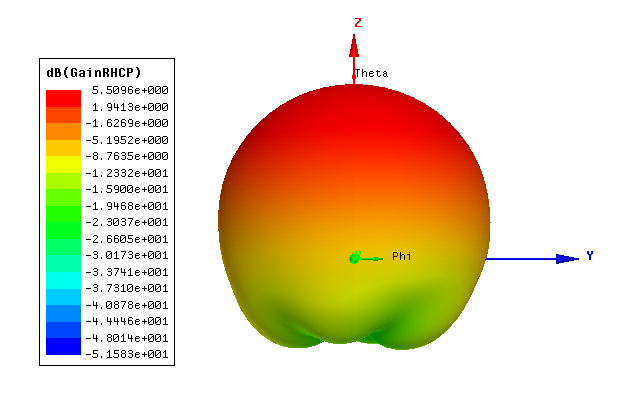 Z
Theta
dB(GainRHCP)
5.5096e+000
1.9413e+000
-1.6269e+000
-5.1952e+000
-8.7635e+000
-1.2332e+001
-1.5900e+001
-1.9468e+001
-2.3037e+001
-2.6605e+001
-3.0173e+001
-3.3741e+001
-3.7310e+001
-4.0878e+001
-4.4446e+001
-4.8014e+001
-5.1583e+001
Phi
Y